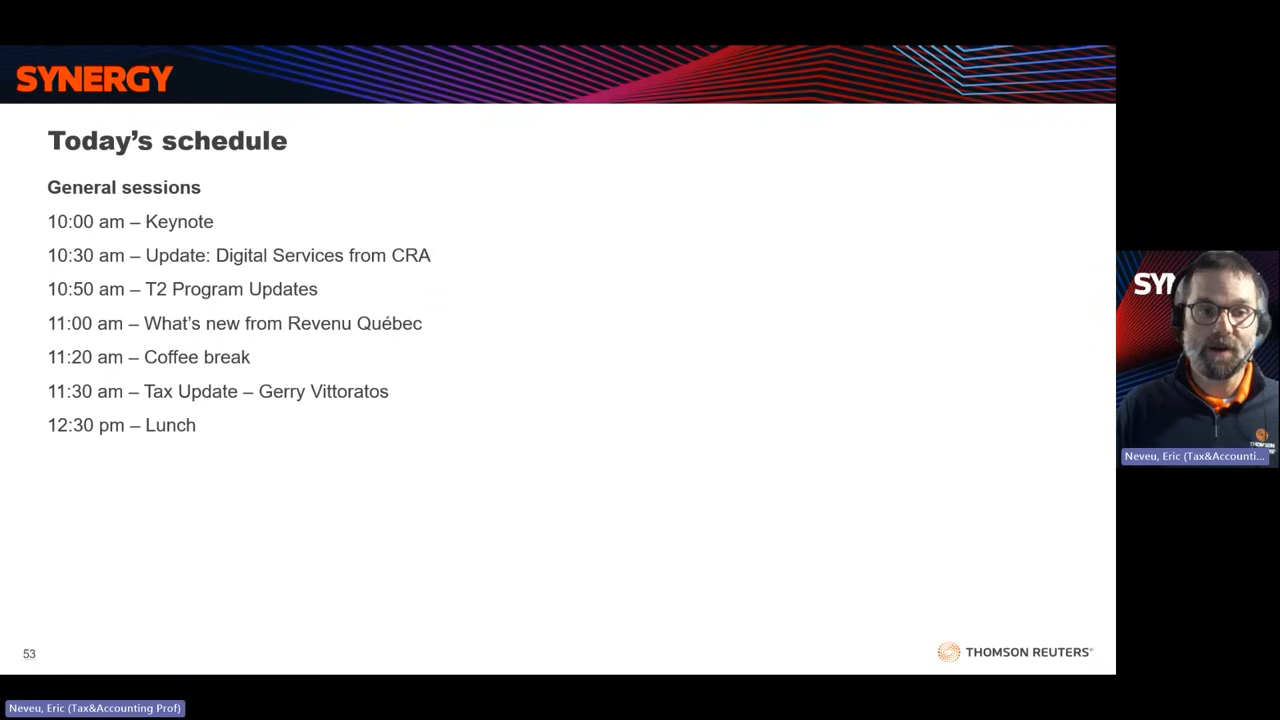 SYNERGY
Today’s schedule
General sessions
10:00 am – Keynote
10:30 am – Update: Digital Services from CRA
10:50 am – T2 Program Updates
11:00 am – What’s new from Revenu Québec
11:20 am – Coffee break
11:30 am – Tax Update – Gerry Vittoratos
12:30 pm – Lunch
53
THOMSON REUTERS®
SYN
THOMSON
Neveu, Eric (Tax&Accounti...
Neveu, Eric (Tax&Accounting Prof)